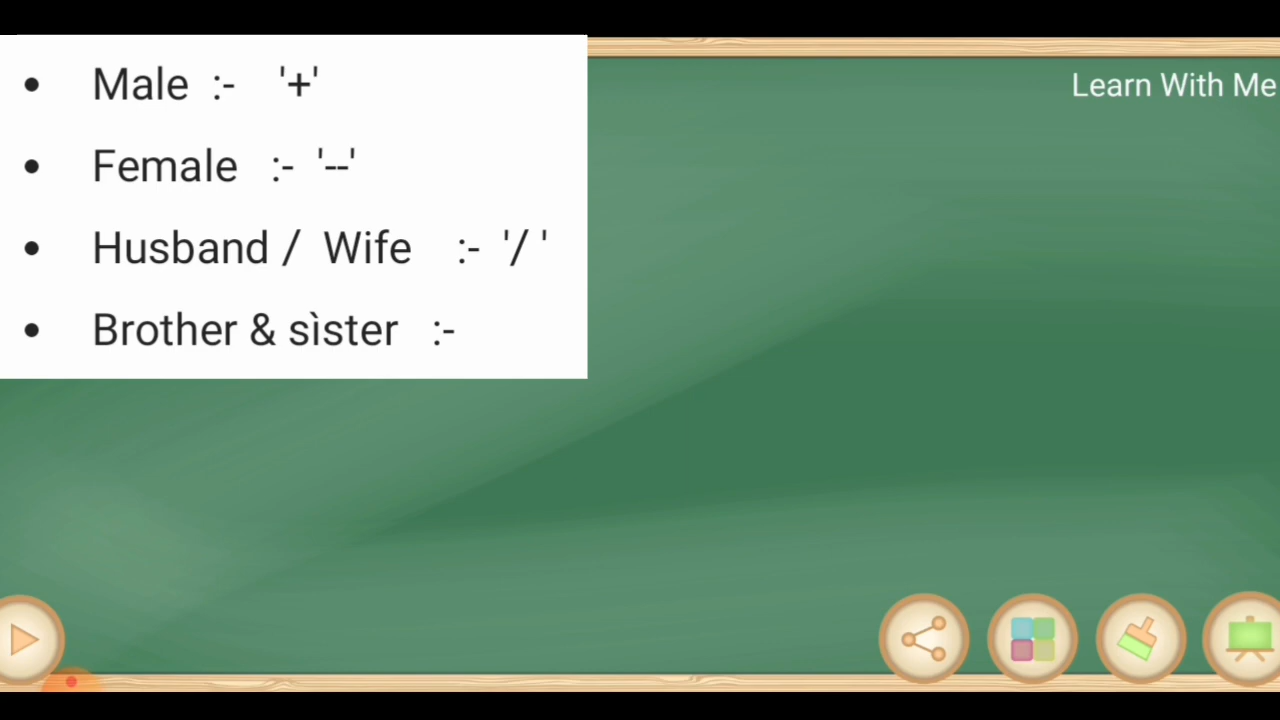 Learn With Me
• Male :- '+'
• Female :- '--'
• Husband / Wife :- '/ '
• Brother & sìster :-